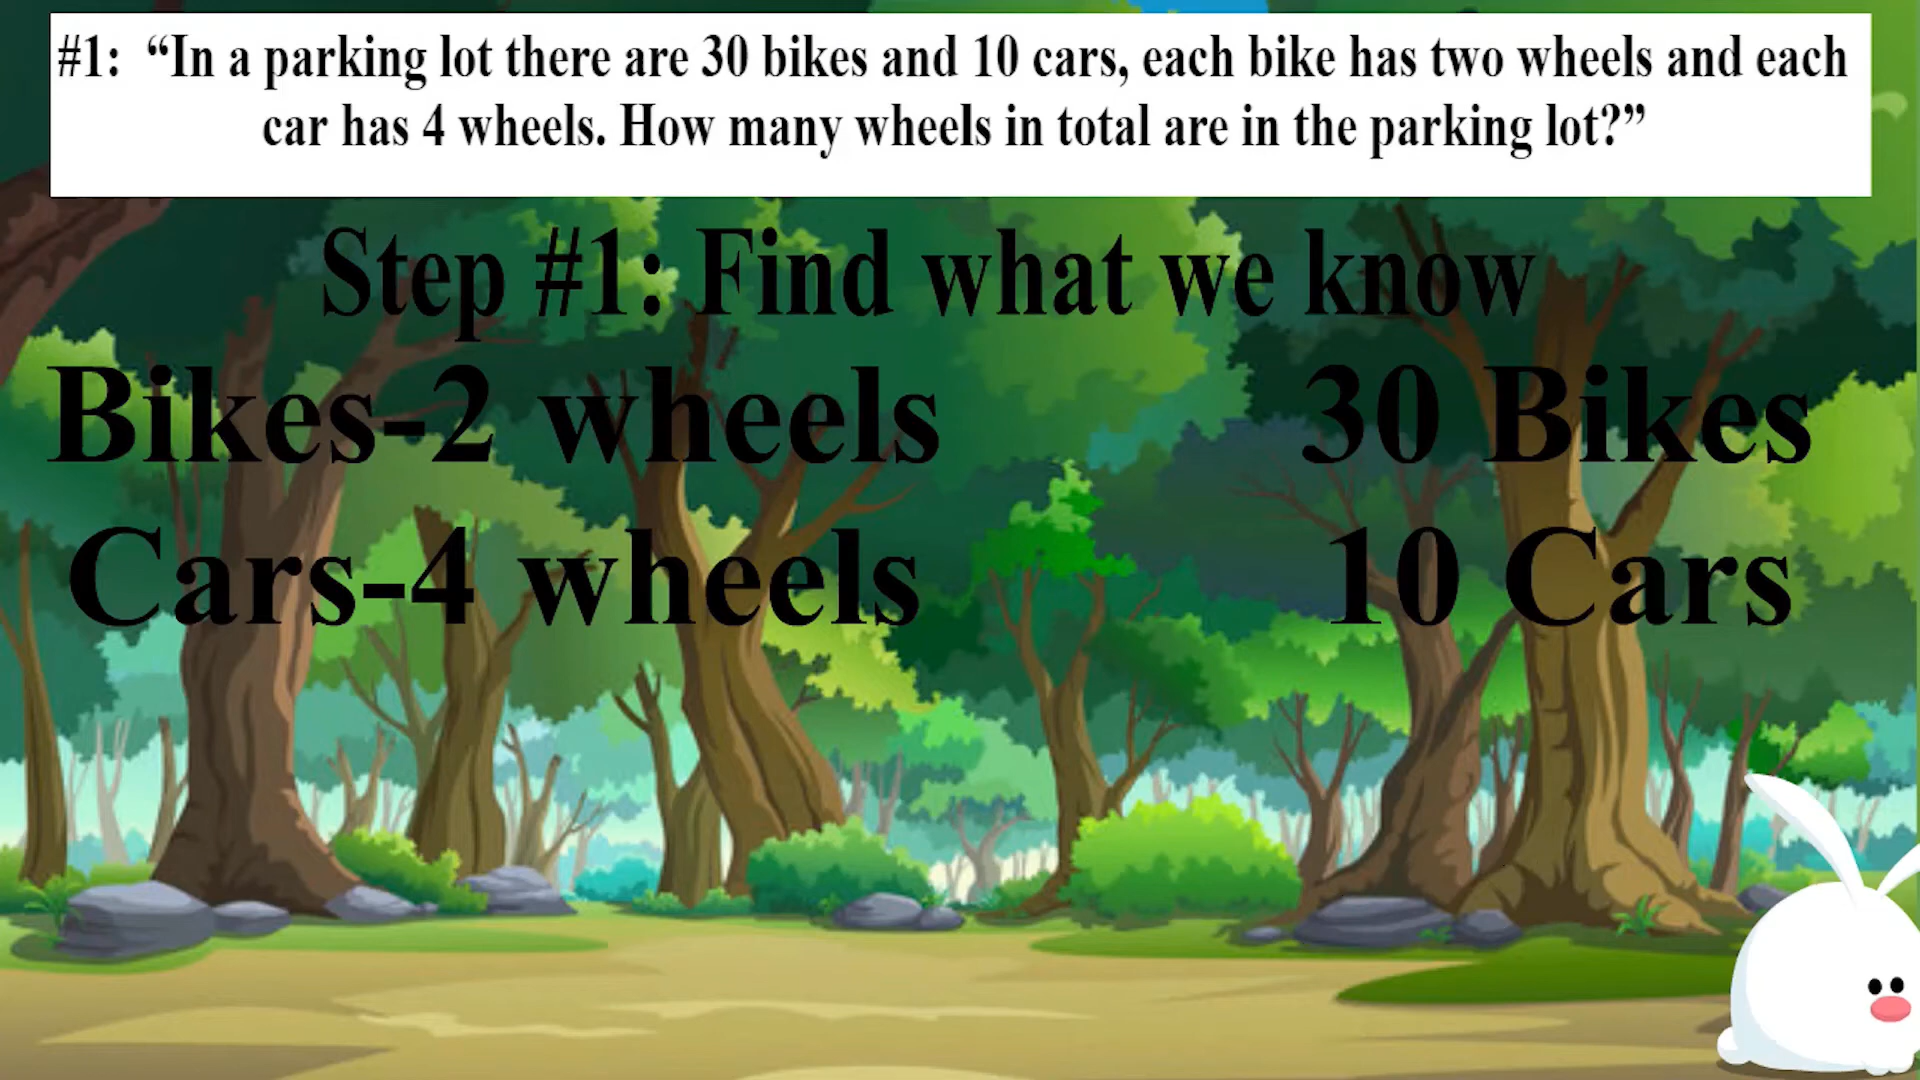 #1: “In a parking lot there are 30 bikes and 10 cars, each bike has two wheels and each
car has 4 wheels. How many wheels in total are in the parking lot?”
Step #1: Find what we know
Bikes-2 wheels
30 Bikes
Cars-4 wheels
10 Cars